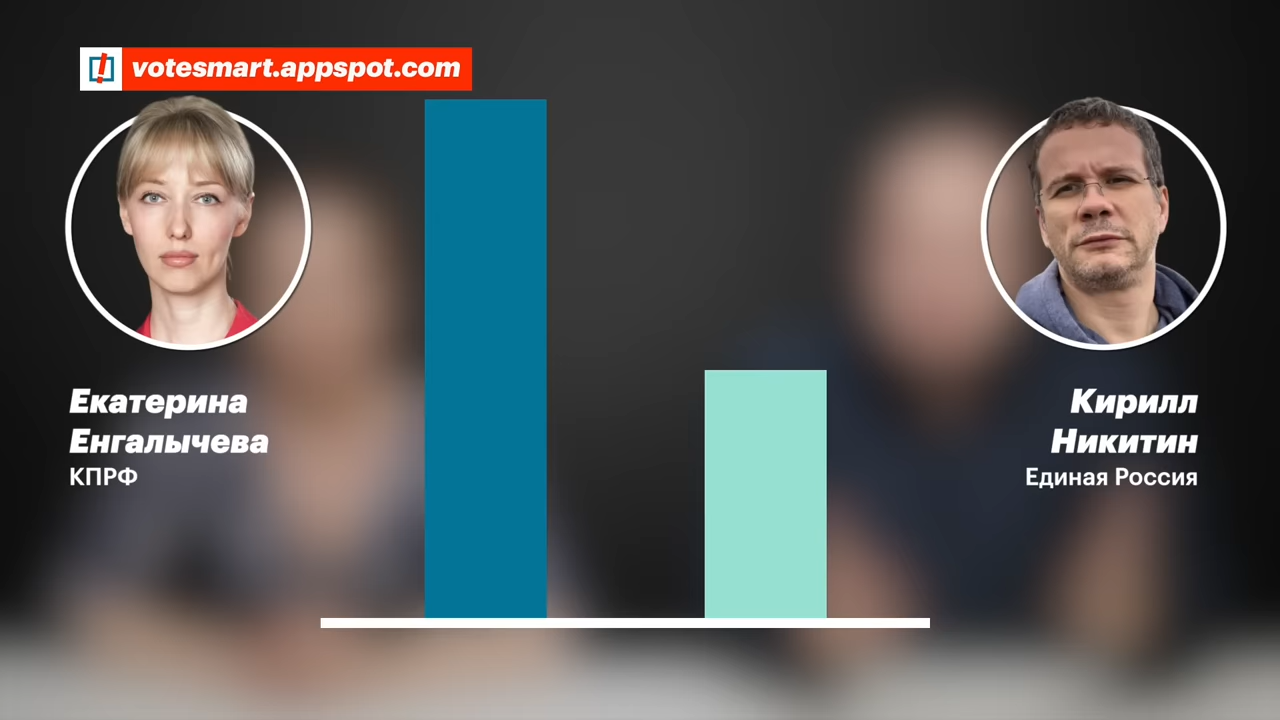 votesmart.appspot.com
Екатерина
Енгалычева
КПРФ
Кирилл
Никитин
Единая Россия